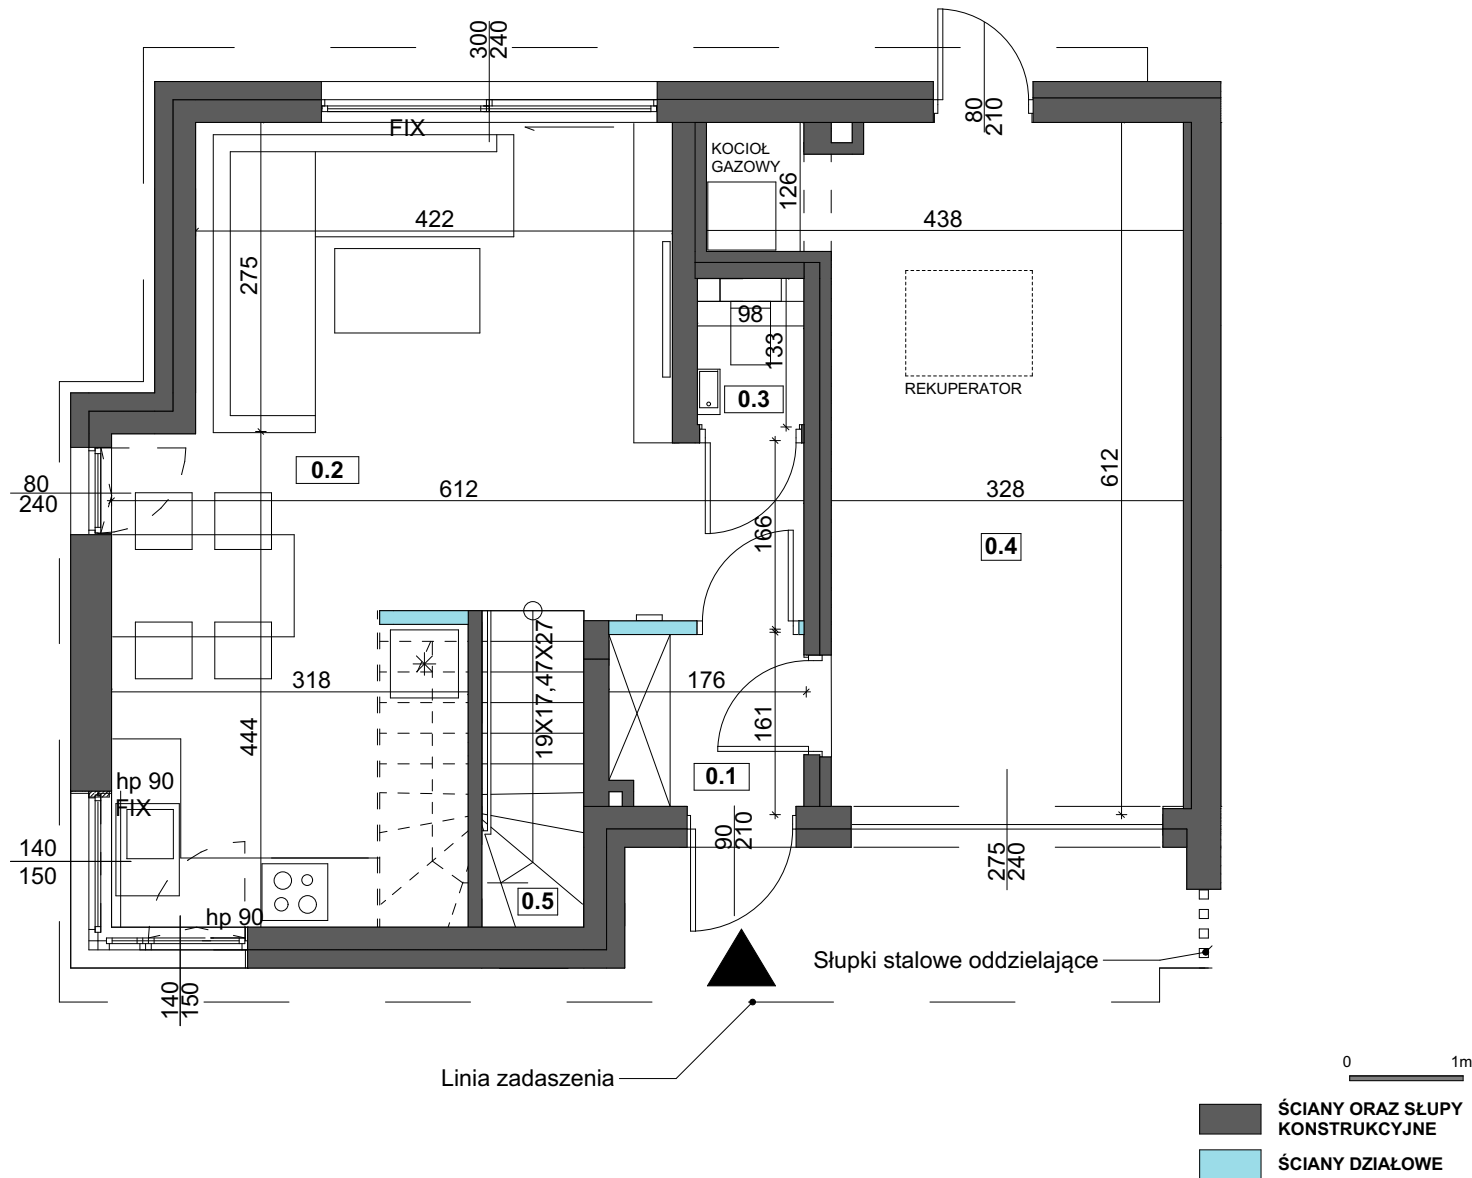 300
240
FIX
80
210
KOCIOŁ
GAZOWY
126
422
438
275
98
133
REKUPERATOR
0.3
0.2
80
240
612
328
612
166
0.4
19X17,47X27
318
176
444
161
hp 90
FIX
0.1
90
210
140
150
275
240
0.5
hp 90
140
150
Słupki stalowe oddzielające
Linia zadaszenia
0 1m
ŚCIANY ORAZ SŁUPY
KONSTRUKCYJNE
ŚCIANY DZIAŁOWE